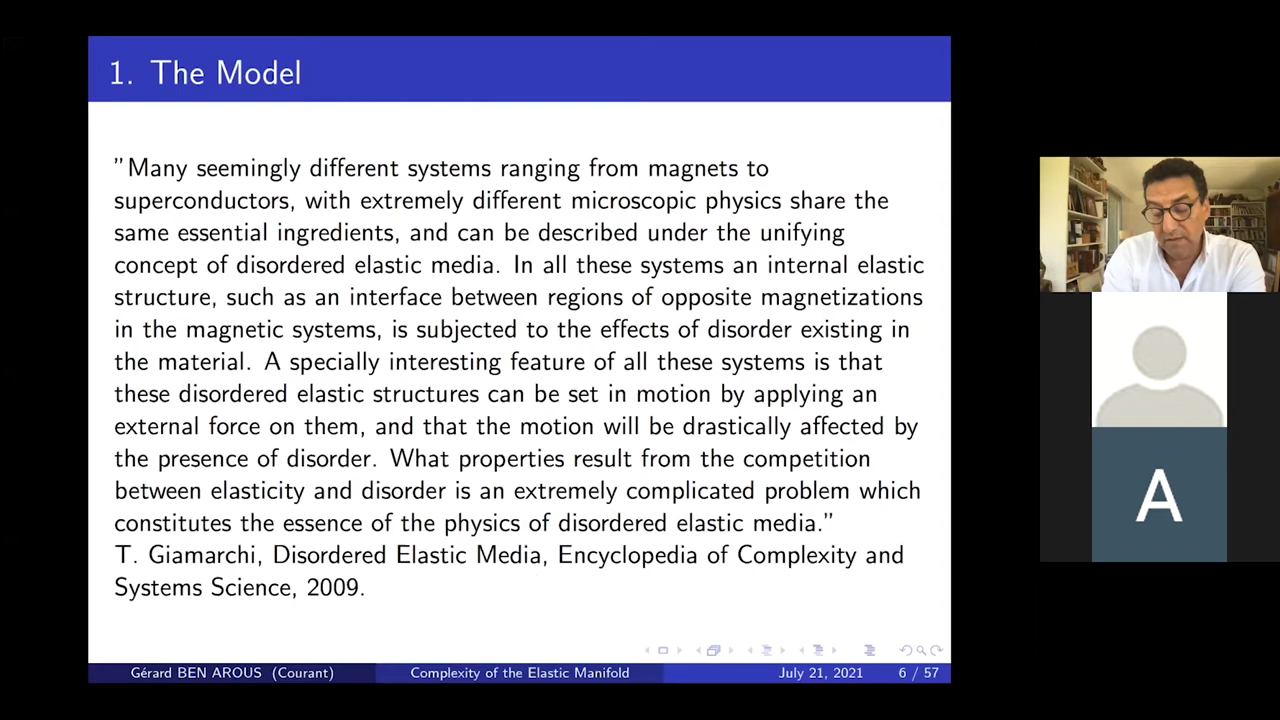 1. The Model
"Many seemingly different systems ranging from magnets to
superconductors, with extremely different microscopic physics share the
same essential ingredients, and can be described under the unifying
concept of disordered elastic media. In all these systems an internal elastic
structure, such as an interface between regions of opposite magnetizations
in the magnetic systems, is subjected to the effects of disorder existing in
the material. A specially interesting feature of all these systems is that
these disordered elastic structures can be set in motion by applying an
external force on them, and that the motion will be drastically affected by
the presence of disorder. What properties result from the competition
between elasticity and disorder is an extremely complicated problem which
constitutes the essence of the physics of disordered elastic media."
T. Giamarchi, Disordered Elastic Media, Encyclopedia of Complexity and
Systems Science, 2009.
Gérard BEN AROUS (Courant) Complexity of the Elastic Manifold July 21, 2021 6 / 57
A